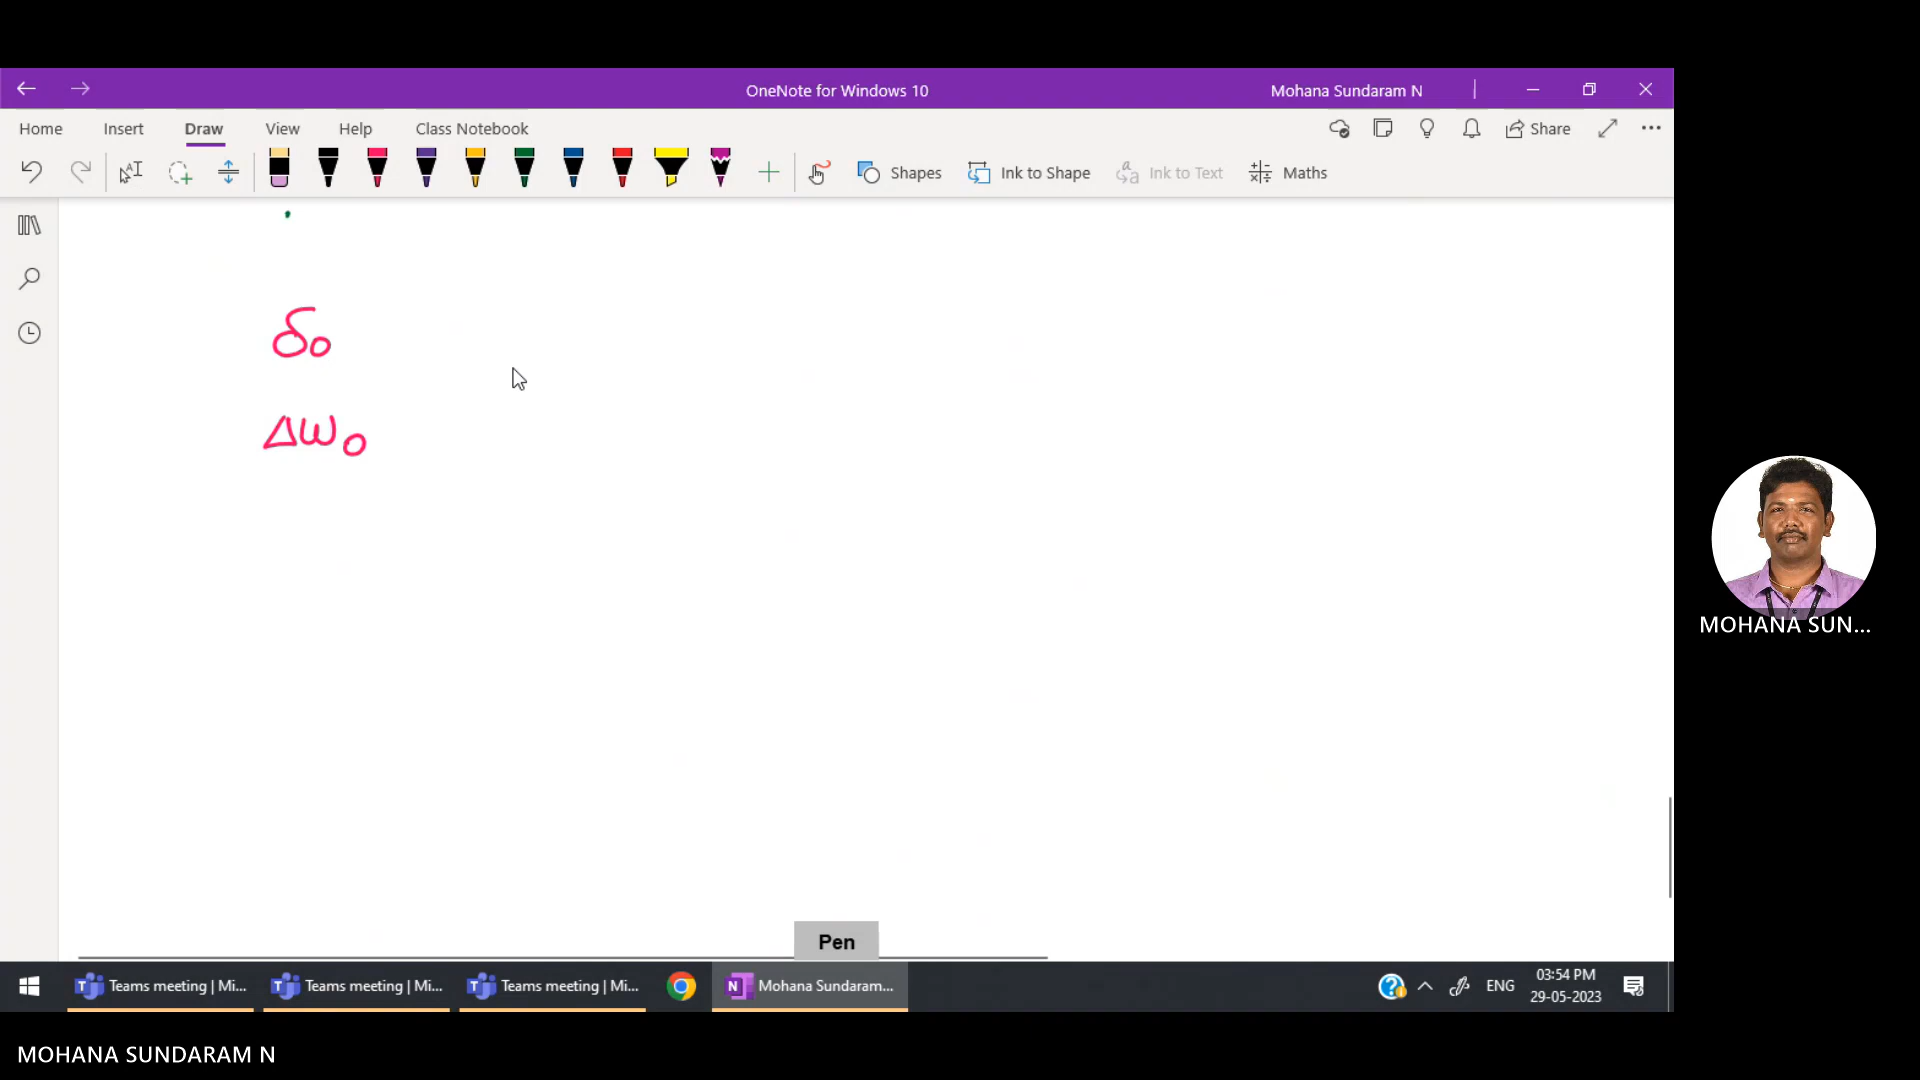 OneNote for Windows 10 Mohana Sundaram N
Home Insert Draw View Help Class Notebook Share
Shapes Ink to Shape Ink to Text Maths
δ₀
Δω₀
MOHANA SUN...
Pen
Teams meeting | Mi... Teams meeting | Mi... Teams meeting | Mi... Mohana Sundaram... ENG 03:54 PM
29-05-2023
MOHANA SUNDARAM N